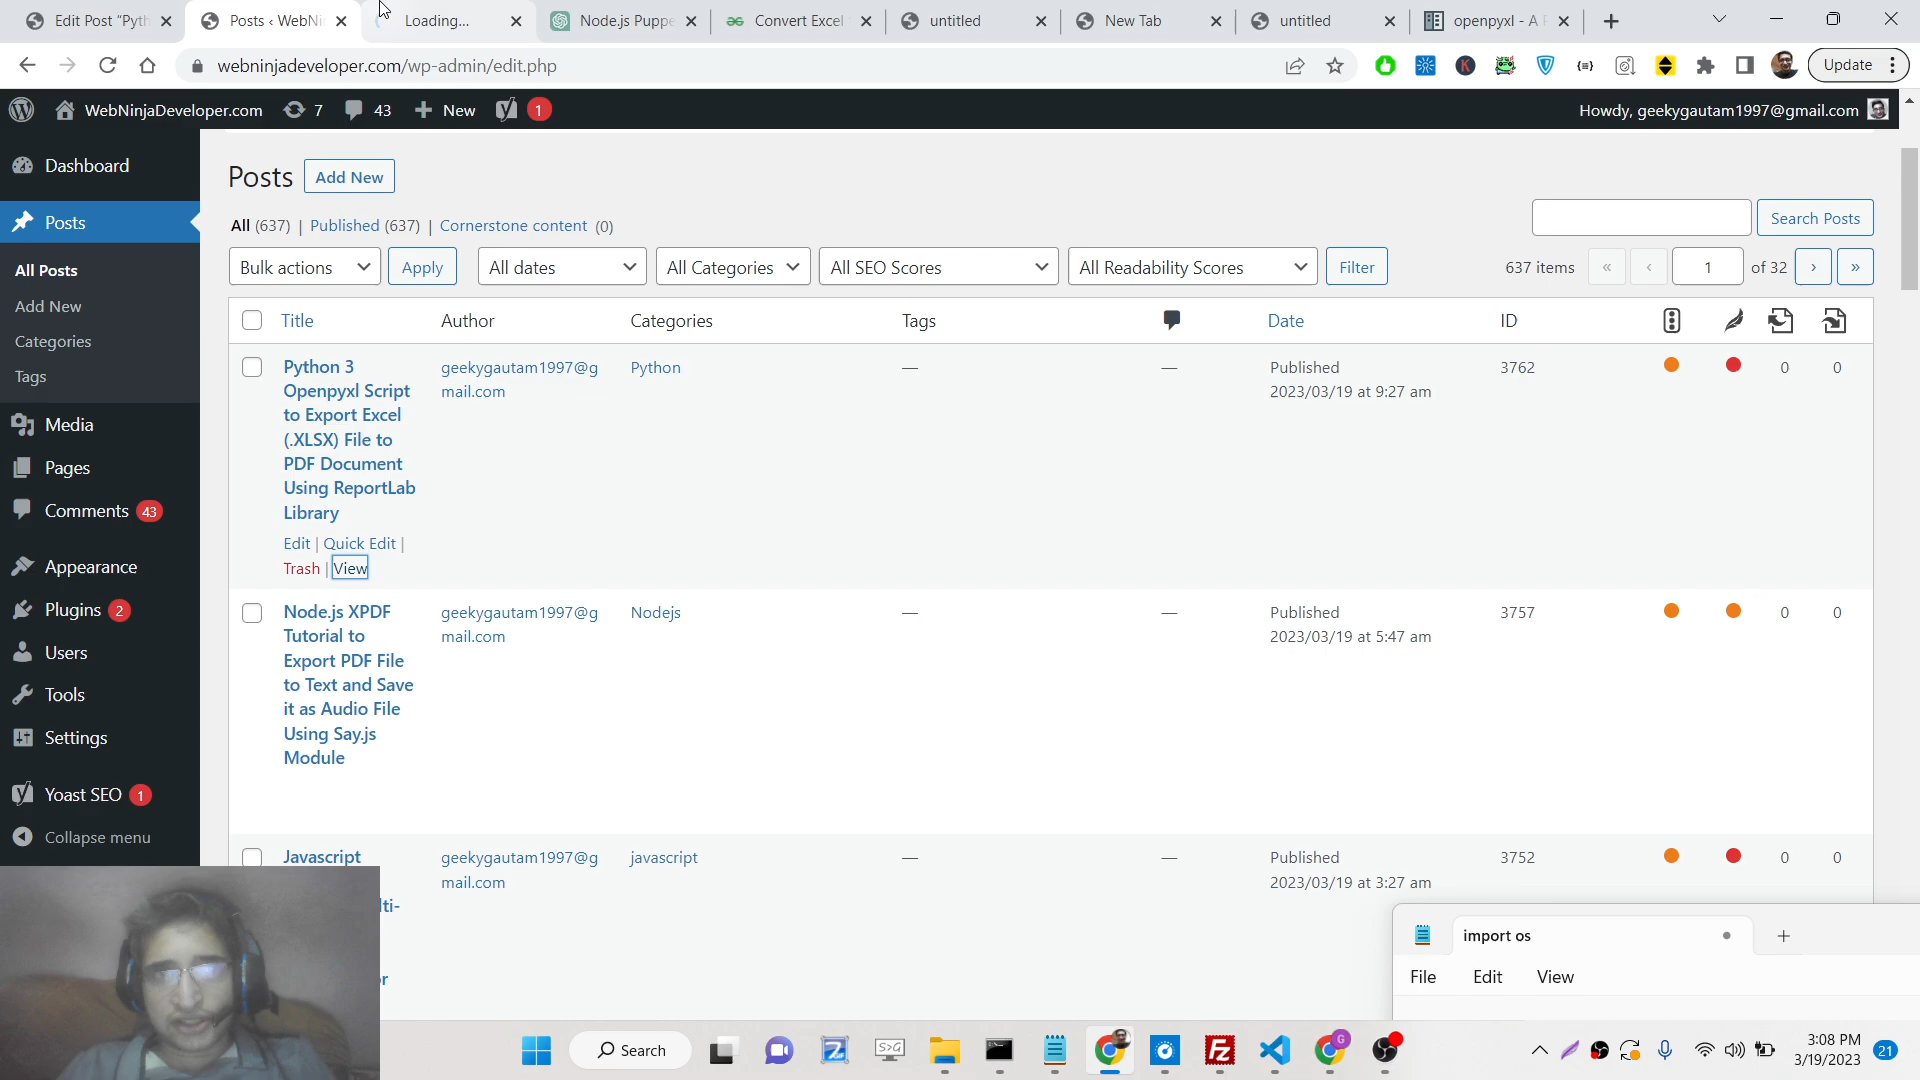 Edit Post “Pyth
Posts ‹ WebNin
Loading...
Node.js Puppe
Convert Excel
untitled
New Tab
untitled
openpyxl - A P
webninjadeveloper.com/wp-admin/edit.php
Update
WebNinjaDeveloper.com
7
43
New
1
Howdy, geekygautam1997@gmail.com
Dashboard
Posts
All Posts
Add New
Categories
Tags
Media
Pages
Comments 43
Appearance
Plugins 2
Users
Tools
Settings
Yoast SEO 1
Collapse menu
Posts Add New
All (637) | Published (637) | Cornerstone content (0)
Search Posts
Bulk actions Apply All dates All Categories All SEO Scores All Readability Scores Filter 637 items « ‹ 1 of 32 › »
Title Author Categories Tags Date ID
Python 3
Openpyxl Script
to Export Excel
(.XLSX) File to
PDF Document
Using ReportLab
Library
Edit | Quick Edit |
Trash | View
geekygautam1997@g
mail.com
Python
—
—
Published
2023/03/19 at 9:27 am
3762
0
0
Node.js XPDF
Tutorial to
Export PDF File
to Text and Save
it as Audio File
Using Say.js
Module
geekygautam1997@g
mail.com
Nodejs
—
—
Published
2023/03/19 at 5:47 am
3757
0
0
Javascript
lti-
or
geekygautam1997@g
mail.com
javascript
—
—
Published
2023/03/19 at 3:27 am
3752
0
0
import os
File Edit View
Search
3:08 PM
3/19/2023
21